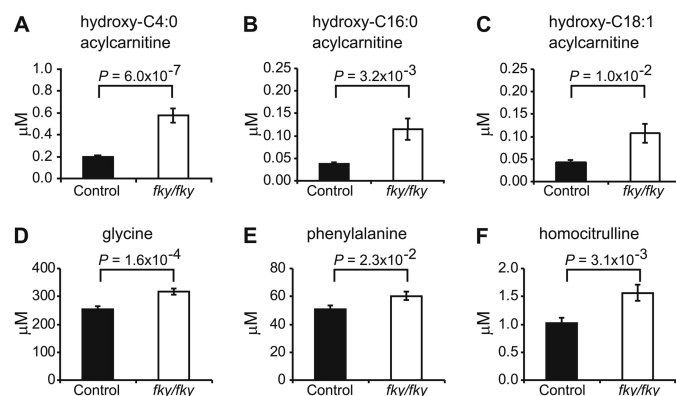 A hydroxy-C4:0 acylcarnitine
P = 6.0x10-7
μM
1.0
0.6
0.4
0.2
0.0
Control fky/fky
B hydroxy-C16:0 acylcarnitine
P = 3.2x10-3
μM
0.25
0.20
0.15
0.10
0.05
0.00
Control fky/fky
C hydroxy-C18:1 acylcarnitine
P = 1.0x10-2
μM
0.25
0.20
0.15
0.10
0.05
0.00
Control fky/fky
D glycine
P = 1.6x10-4
μM
400
300
200
100
0
Control fky/fky
E phenylalanine
P = 2.3x10-2
μM
80
60
40
20
0
Control fky/fky
F homocitrulline
P = 3.1x10-3
μM
2.0
1.5
1.0
0.5
0.0
Control fky/fky